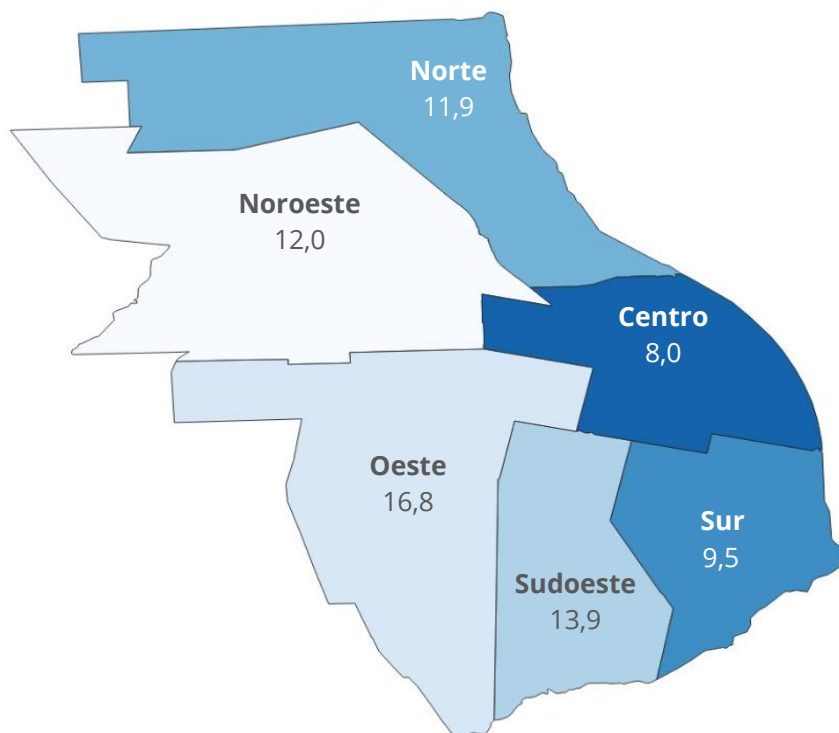 Norte
11,9
Noroeste
12,0
Centro
8,0
Oeste
16,8
Sur
9,5
Sudoeste
13,9